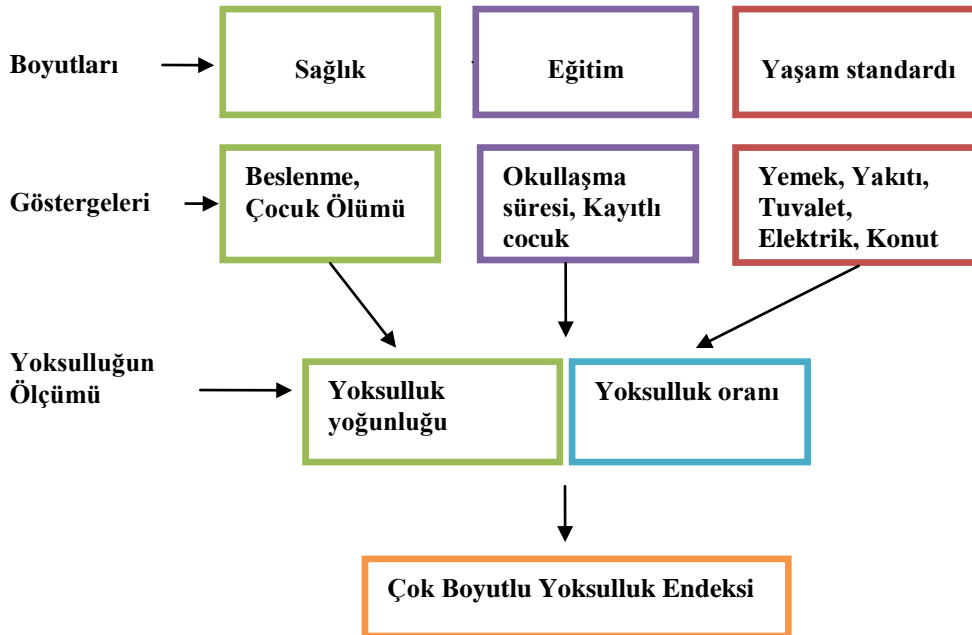 Boyutları
Sağlık
Eğitim
Yaşam standardı
Göstergeleri
Beslenme,
Çocuk Ölümü
Okullaşma
süresi, Kayıtlı
cocuk
Yemek, Yakıtı,
Tuvalet,
Elektrik, Konut
Yoksulluğun
Ölçümü
Yoksulluk
yoğunluğu
Yoksulluk oranı
Çok Boyutlu Yoksulluk Endeksi